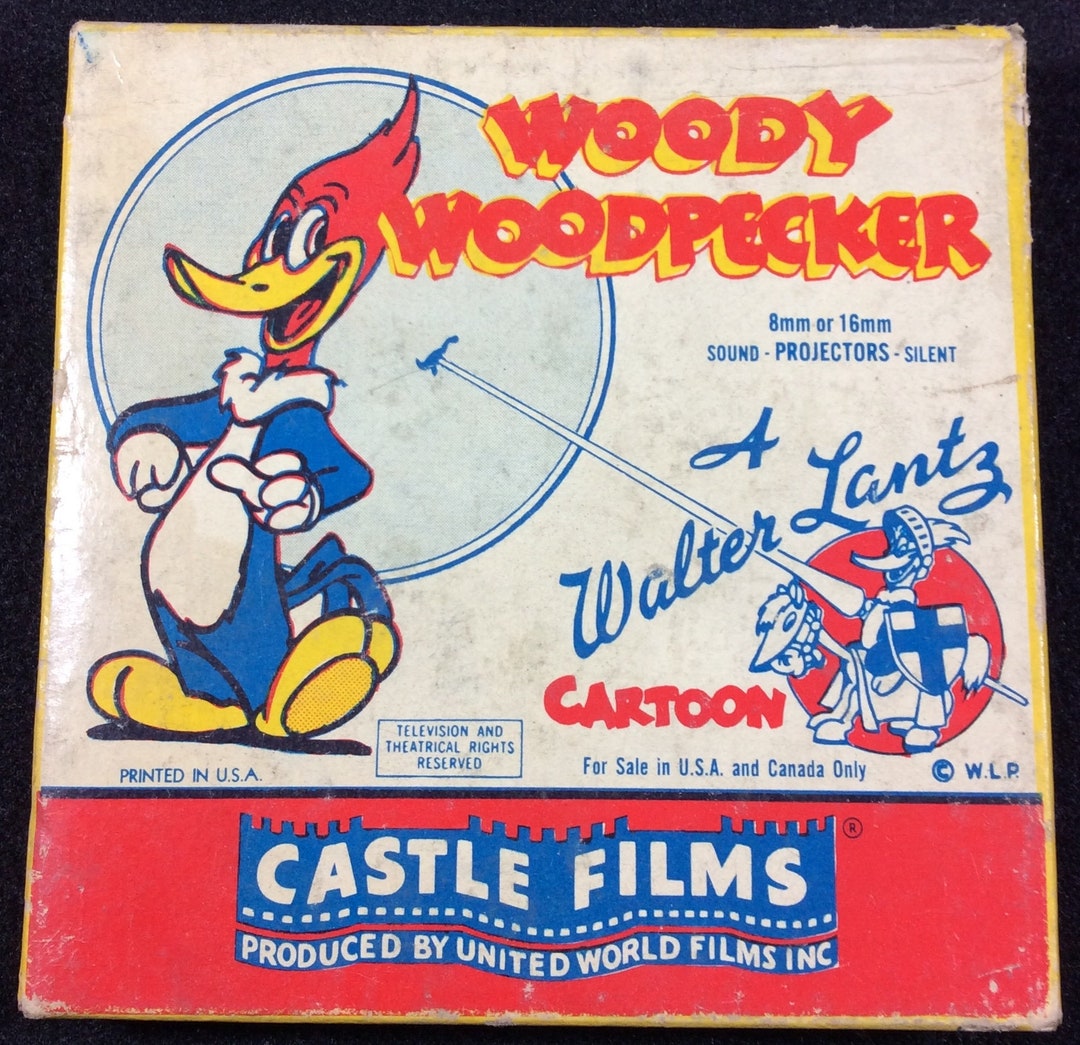 WOODY
WOODPECKER
8mm or 16mm
SOUND - PROJECTORS - SILENT
A
Walter Lantz
CARTOON
TELEVISION AND
THEATRICAL RIGHTS
RESERVED
PRINTED IN U.S.A.
For Sale in U.S.A. and Canada Only
© W.L.P.
CASTLE FILMS ®
PRODUCED BY UNITED WORLD FILMS INC